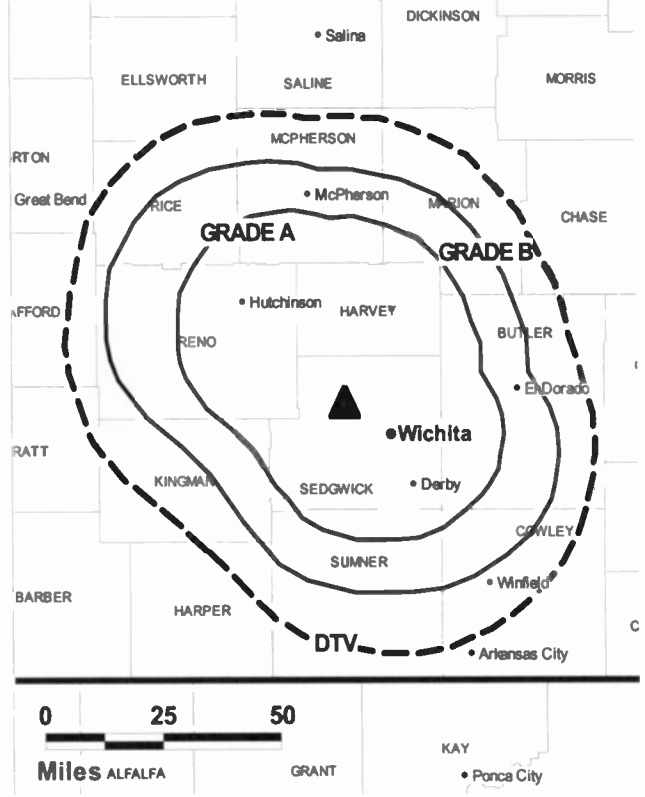 DICKINSON
Salina
ELLSWORTH
SALINE
MORRIS
MCPHERSON
RTON
McPherson
Great Bend
RICE
MARION
CHASE
GRADE A
GRADE B
Hutchinson
HARVEY
AFFORD
BUTLER
RENO
El Dorado
Wichita
RATT
KINGMAN
SEDGWICK
Derby
COWLEY
SUMNER
Winfield
BARBER
HARPER
C
DTV
Arkansas City
0 25 50
KAY
Miles ALFALFA
GRANT
Ponca City